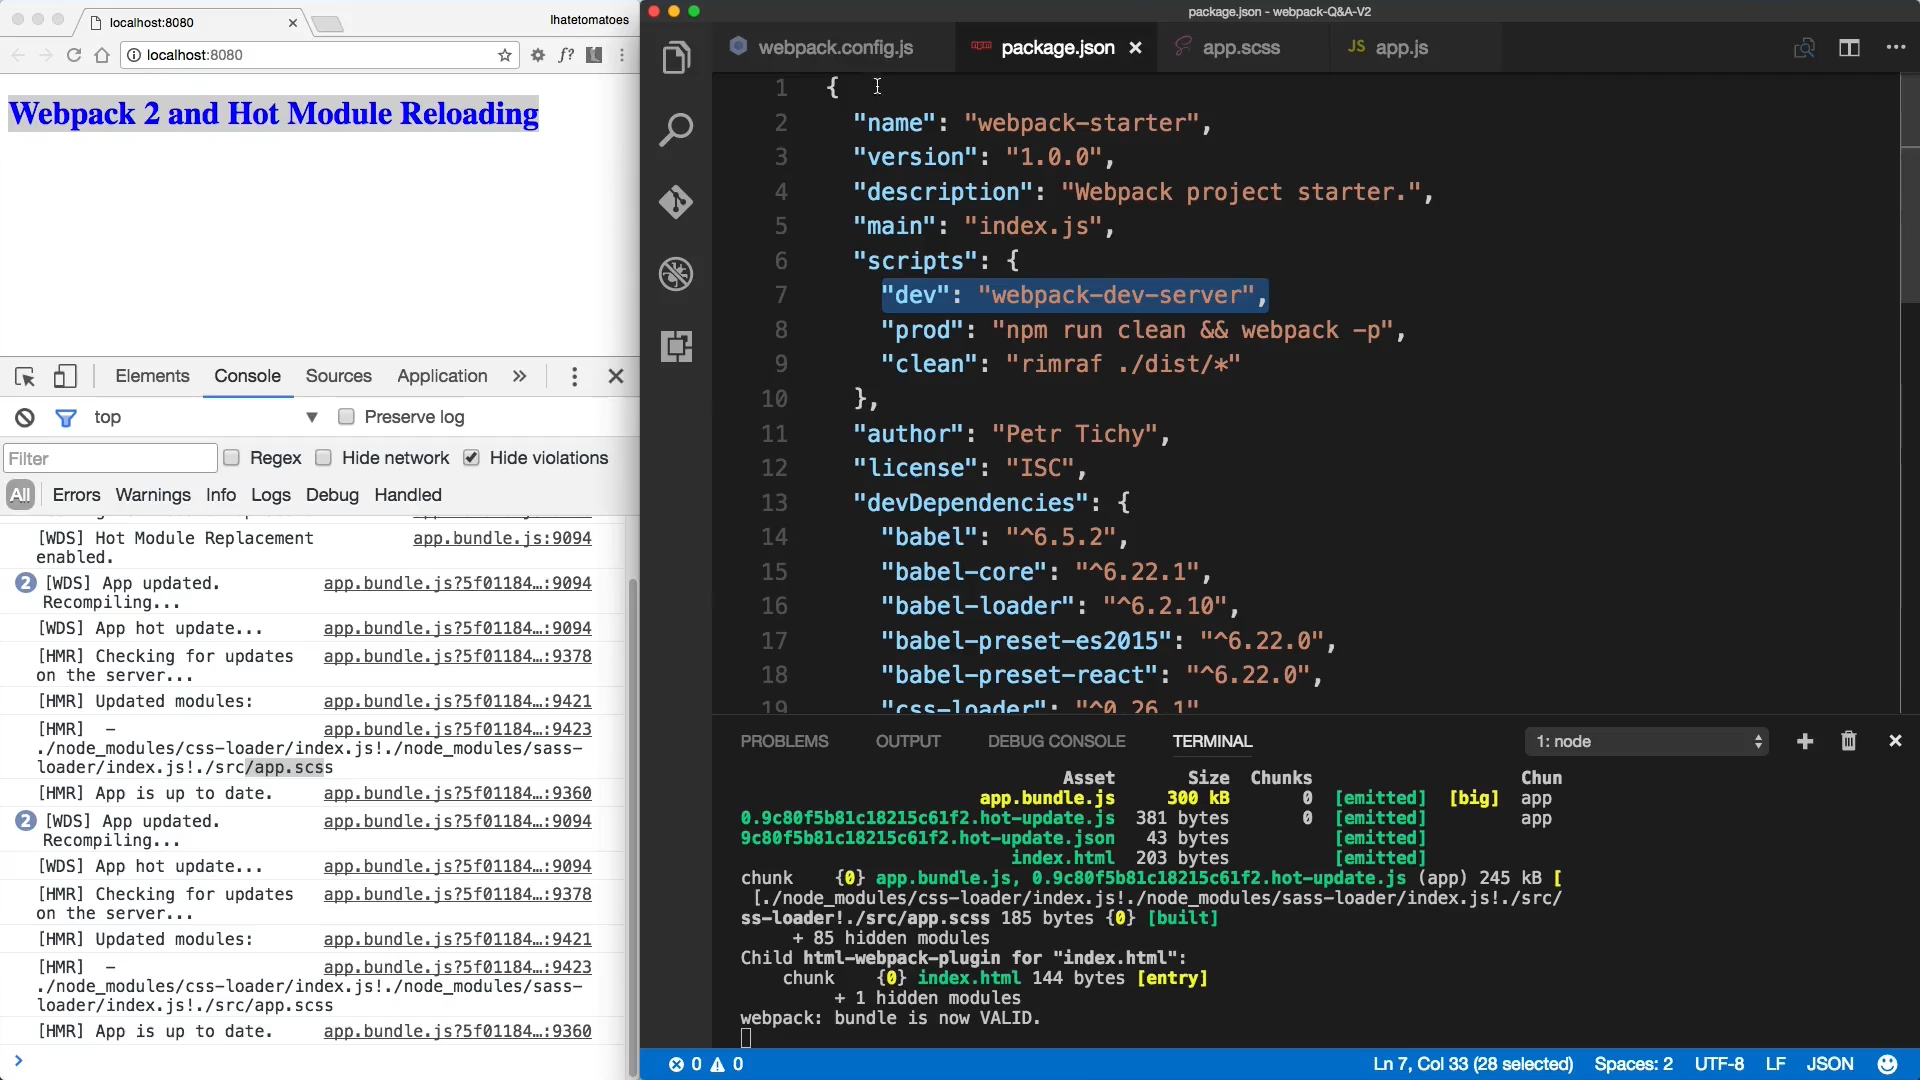 localhost:8080
Ihatetomatoes
localhost:8080
f?
Webpack 2 and Hot Module Reloading
Elements Console Sources Application »
top Preserve log
Filter Regex Hide network Hide violations
All Errors Warnings Info Logs Debug Handled
[WDS] Hot Module Replacement enabled. app.bundle.js:9094
2 [WDS] App updated. Recompiling... app.bundle.js?5f01184…:9094
[WDS] App hot update... app.bundle.js?5f01184…:9094
[HMR] Checking for updates on the server... app.bundle.js?5f01184…:9378
[HMR] Updated modules: app.bundle.js?5f01184…:9421
[HMR] – app.bundle.js?5f01184…:9423
./node_modules/css-loader/index.js!./node_modules/sass-
loader/index.js!./src/app.scss
[HMR] App is up to date. app.bundle.js?5f01184…:9360
2 [WDS] App updated. Recompiling... app.bundle.js?5f01184…:9094
[WDS] App hot update... app.bundle.js?5f01184…:9094
[HMR] Checking for updates on the server... app.bundle.js?5f01184…:9378
[HMR] Updated modules: app.bundle.js?5f01184…:9421
[HMR] – app.bundle.js?5f01184…:9423
./node_modules/css-loader/index.js!./node_modules/sass-
loader/index.js!./src/app.scss
[HMR] App is up to date. app.bundle.js?5f01184…:9360
>
package.json - webpack-Q&A-V2
webpack.config.js package.json app.scss JS app.js
1 {
2 "name": "webpack-starter",
3 "version": "1.0.0",
4 "description": "Webpack project starter.",
5 "main": "index.js",
6 "scripts": {
7 "dev": "webpack-dev-server",
8 "prod": "npm run clean && webpack -p",
9 "clean": "rimraf ./dist/*"
10 },
11 "author": "Petr Tichy",
12 "license": "ISC",
13 "devDependencies": {
14 "babel": "^6.5.2",
15 "babel-core": "^6.22.1",
16 "babel-loader": "^6.2.10",
17 "babel-preset-es2015": "^6.22.0",
18 "babel-preset-react": "^6.22.0",
19 "css-loader": "^0.26.1"
PROBLEMS OUTPUT DEBUG CONSOLE TERMINAL 1: node
Asset Size Chunks Chun
app.bundle.js 300 kB 0 [emitted] [big] app
0.9c80f5b81c18215c61f2.hot-update.js 381 bytes 0 [emitted] app
9c80f5b81c18215c61f2.hot-update.json 43 bytes [emitted]
index.html 203 bytes [emitted]
chunk {0} app.bundle.js, 0.9c80f5b81c18215c61f2.hot-update.js (app) 245 kB [
[./node_modules/css-loader/index.js!./node_modules/sass-loader/index.js!./src/
ss-loader!./src/app.scss 185 bytes {0} [built]
+ 85 hidden modules
Child html-webpack-plugin for "index.html":
chunk {0} index.html 144 bytes [entry]
+ 1 hidden modules
webpack: bundle is now VALID.
0 0 Ln 7, Col 33 (28 selected) Spaces: 2 UTF-8 LF JSON